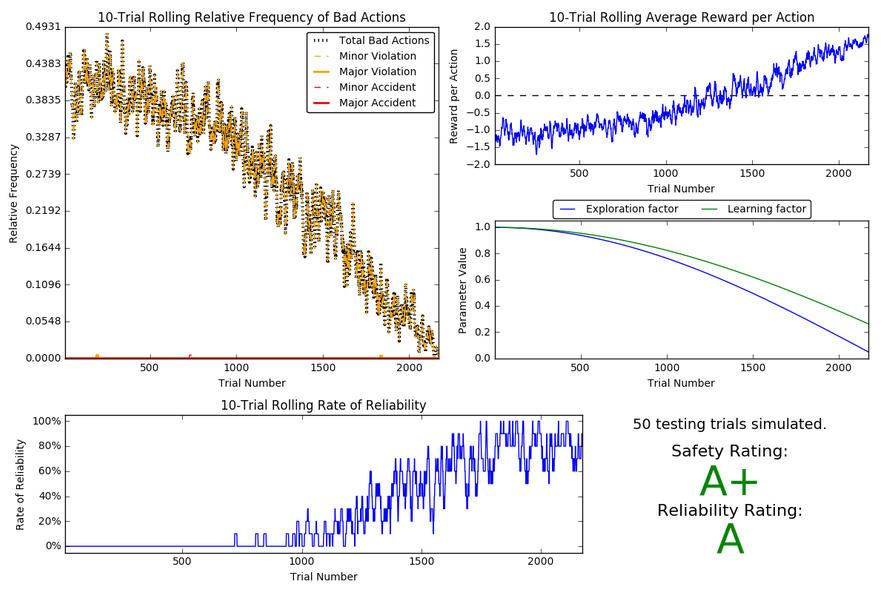 10-Trial Rolling Relative Frequency of Bad Actions
0.4931
0.4383
0.3835
0.3287
0.2739
0.2192
0.1644
0.1096
0.0548
0.0000
Relative Frequency
Total Bad Actions
Minor Violation
Major Violation
Minor Accident
Major Accident
500
1000
1500
2000
Trial Number
10-Trial Rolling Average Reward per Action
2.0
1.5
1.0
0.5
0.0
−0.5
−1.0
−1.5
−2.0
Reward per Action
500
1000
1500
2000
Trial Number
Exploration factor
Learning factor
1.0
0.8
0.6
0.4
0.2
0.0
Parameter Value
500
1000
1500
2000
Trial Number
10-Trial Rolling Rate of Reliability
100%
80%
60%
40%
20%
0%
Rate of Reliability
500
1000
1500
2000
Trial Number
50 testing trials simulated.
Safety Rating:
A+
Reliability Rating:
A